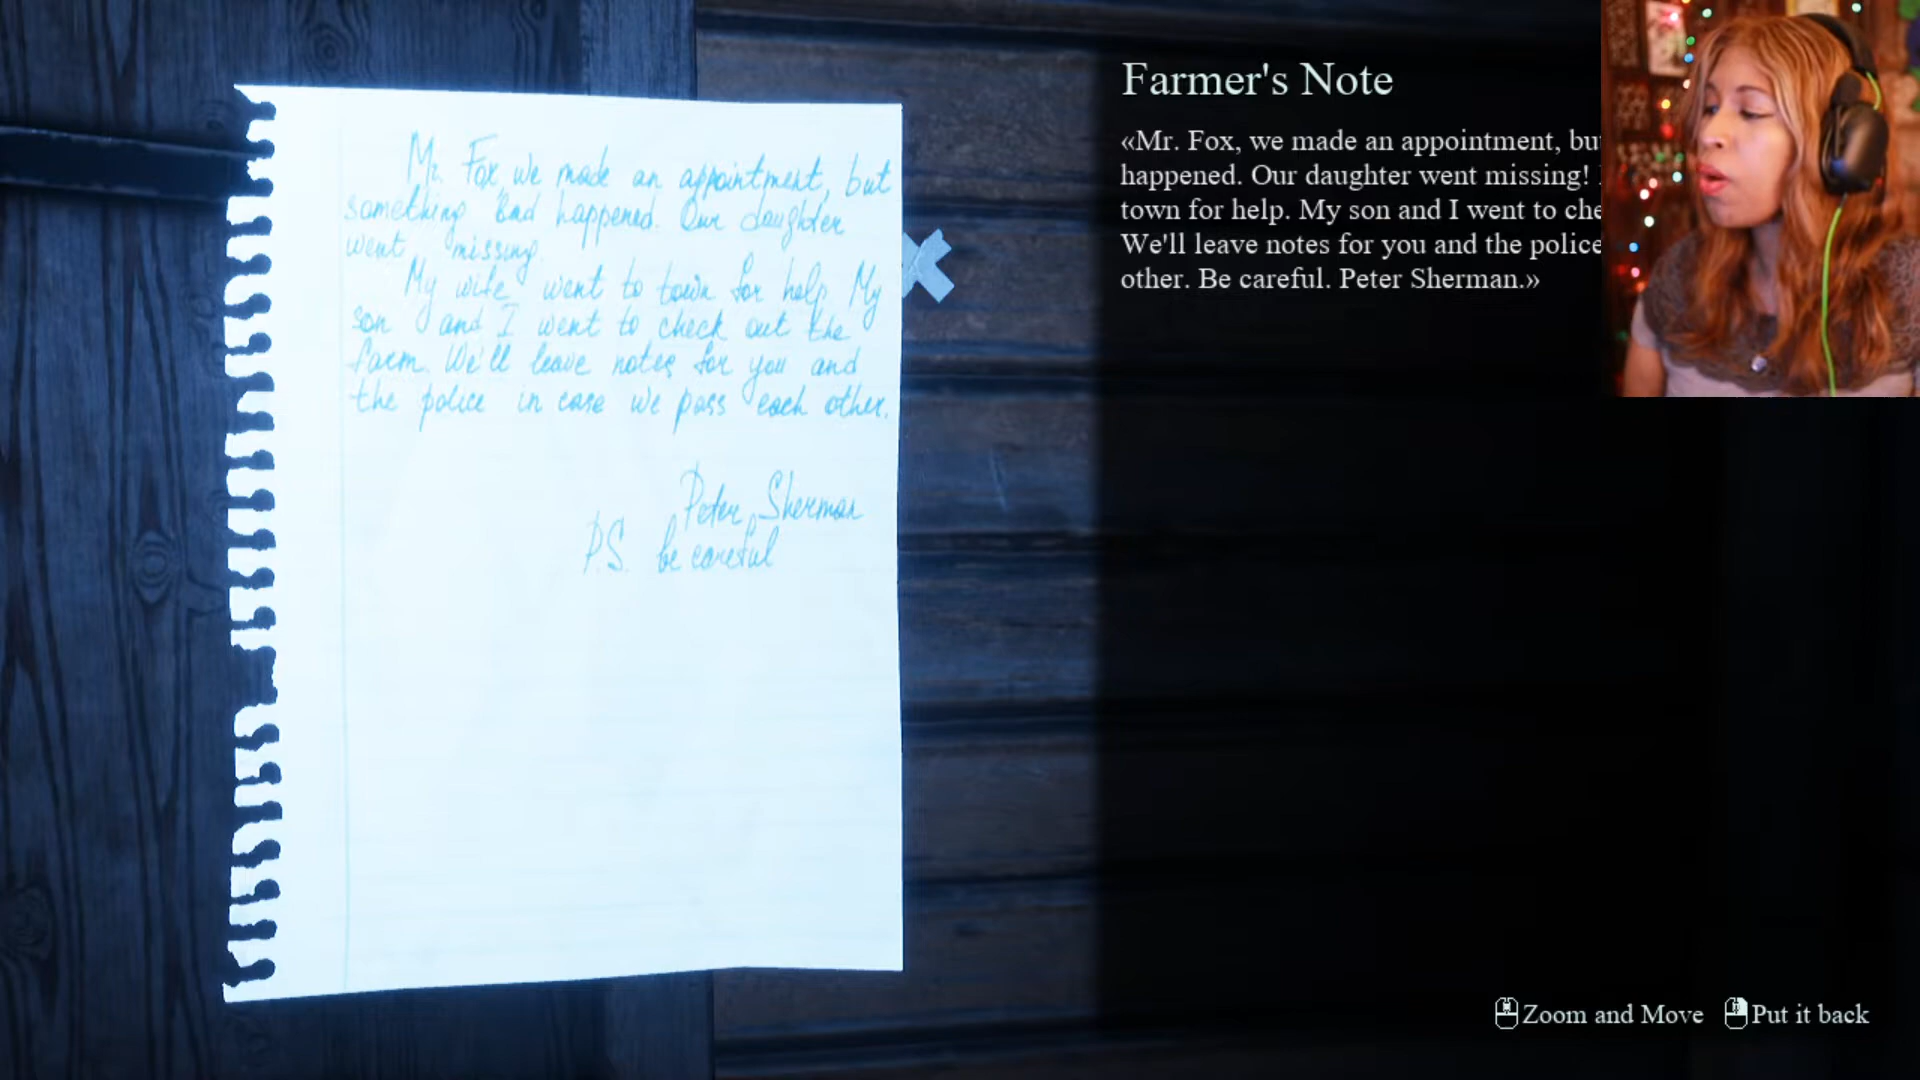 Mr. Fox, we made an appointment, but
something bad happened. Our daughter
went missing.
My wife went to town for help. My
son and I went to check out the
farm. We'll leave notes for you and
the police in case we pass each other.
Peter Sherman
P.S. be careful
Farmer's Note
«Mr. Fox, we made an appointment, but
happened. Our daughter went missing!
town for help. My son and I went to che
We'll leave notes for you and the police
other. Be careful. Peter Sherman.»
Zoom and Move Put it back